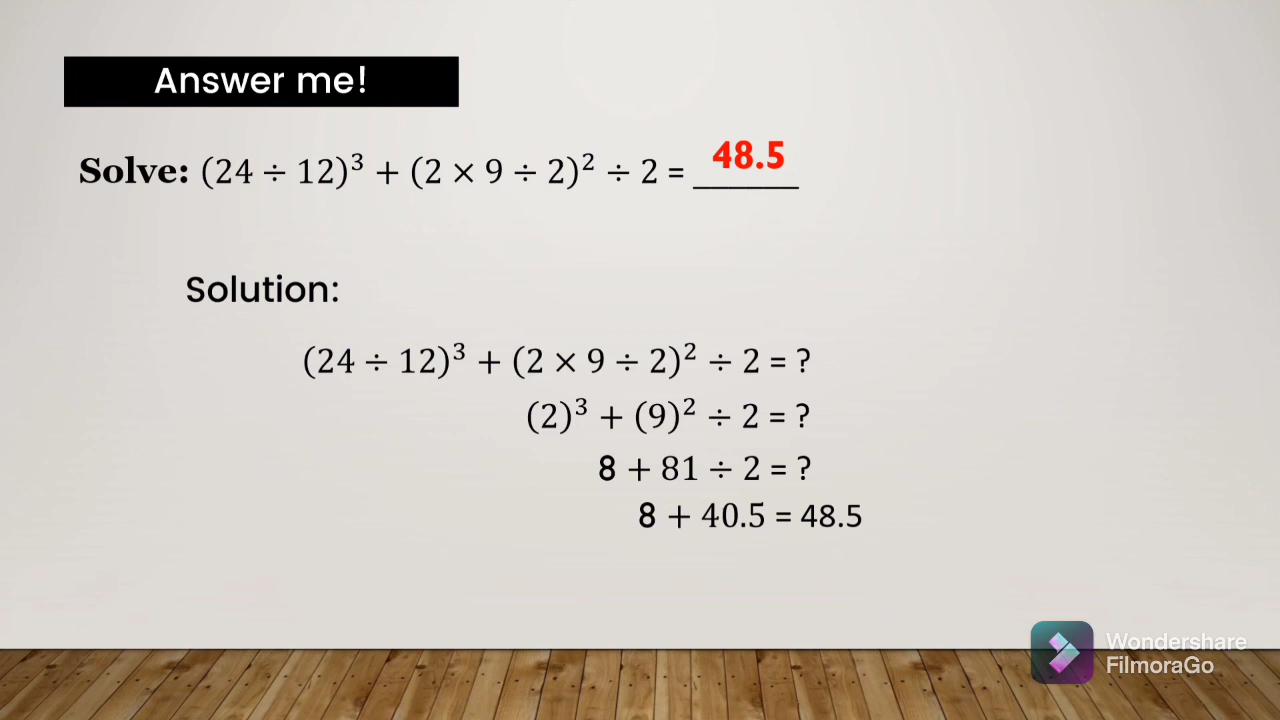 Answer me!
Solve: (24 ÷ 12)³ + (2 × 9 ÷ 2)² ÷ 2 = ______ 48.5
Solution:
(24 ÷ 12)³ + (2 × 9 ÷ 2)² ÷ 2 = ?
(2)³ + (9)² ÷ 2 = ?
8 + 81 ÷ 2 = ?
8 + 40.5 = 48.5
Wondershare
FilmoraGo